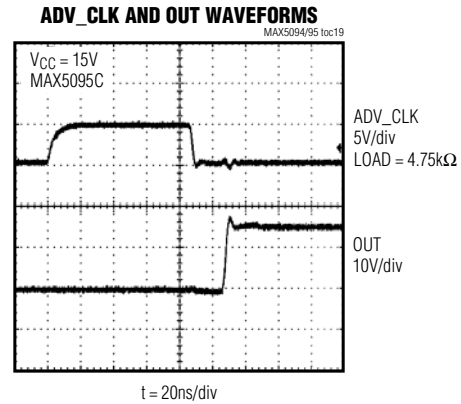 ADV_CLK AND OUT WAVEFORMS
MAX5094/95 toc19
VCC = 15V
MAX5095C
ADV_CLK
5V/div
LOAD = 4.75kΩ
OUT
10V/div
t = 20ns/div